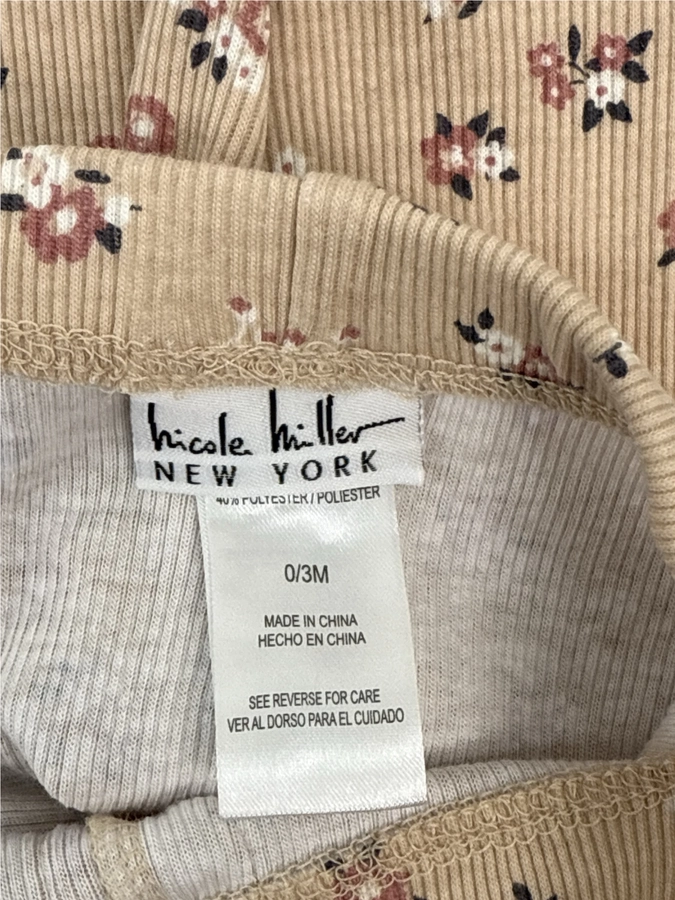 nicole miller
NEW YORK
40% POLYESTER / POLIESTER
0/3M
MADE IN CHINA
HECHO EN CHINA
SEE REVERSE FOR CARE
VER AL DORSO PARA EL CUIDADO